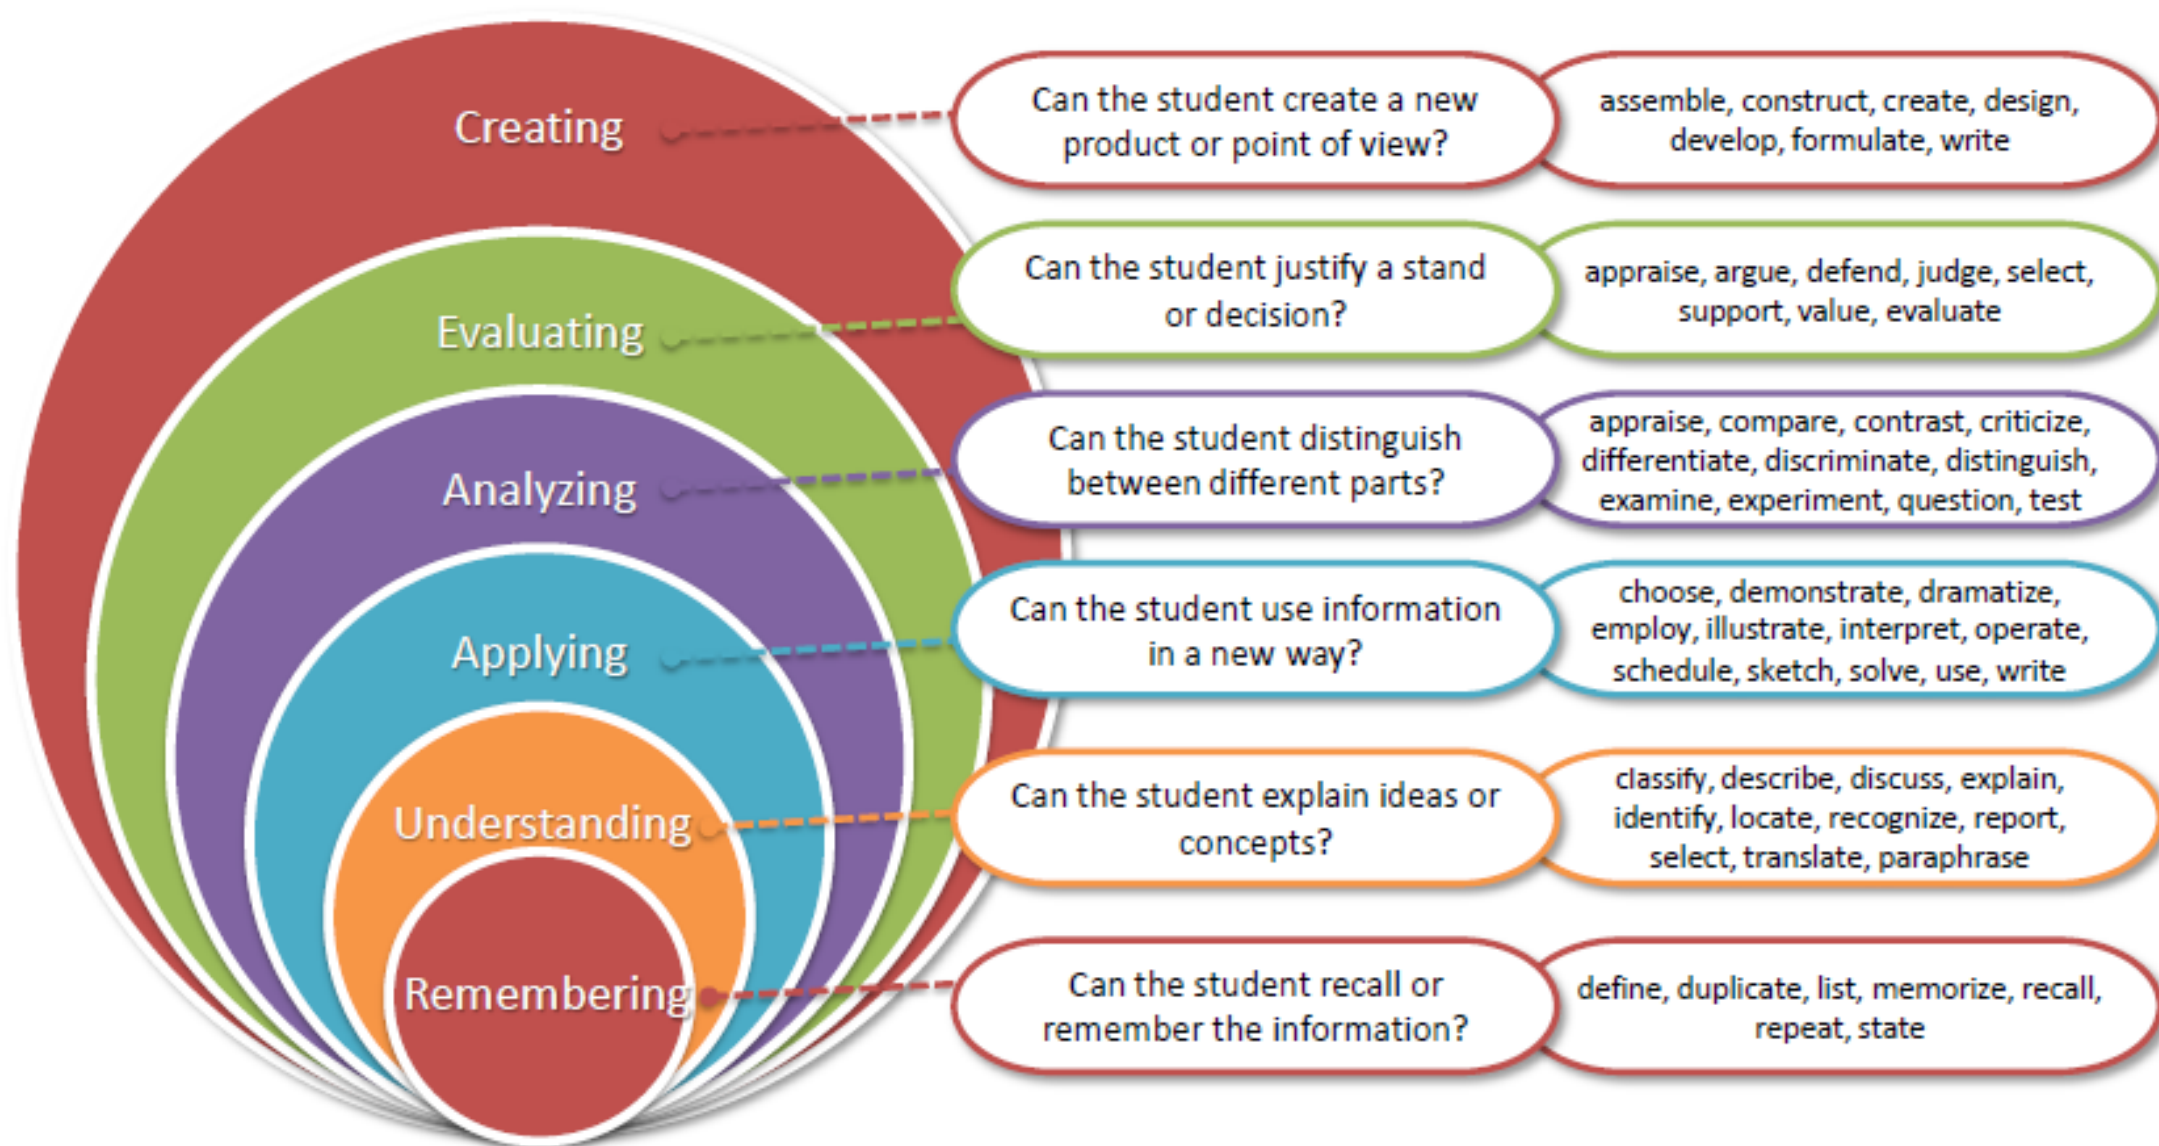 Creating
Can the student create a new
product or point of view?
assemble, construct, create, design,
develop, formulate, write
Evaluating
Can the student justify a stand
or decision?
appraise, argue, defend, judge, select,
support, value, evaluate
Analyzing
Can the student distinguish
between different parts?
appraise, compare, contrast, criticize,
differentiate, discriminate, distinguish,
examine, experiment, question, test
Applying
Can the student use information
in a new way?
choose, demonstrate, dramatize,
employ, illustrate, interpret, operate,
schedule, sketch, solve, use, write
Understanding
Can the student explain ideas or
concepts?
classify, describe, discuss, explain,
identify, locate, recognize, report,
select, translate, paraphrase
Remembering
Can the student recall or
remember the information?
define, duplicate, list, memorize, recall,
repeat, state